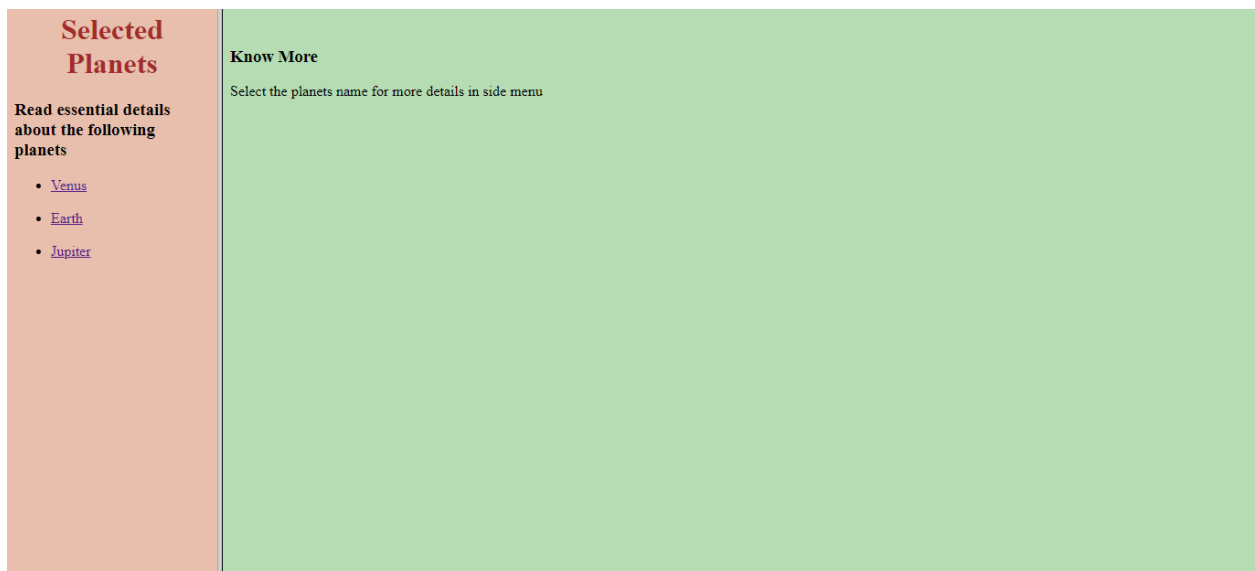 Selected
Planets
Read essential details
about the following
planets
Venus
Earth
Jupiter
Know More
Select the planets name for more details in side menu